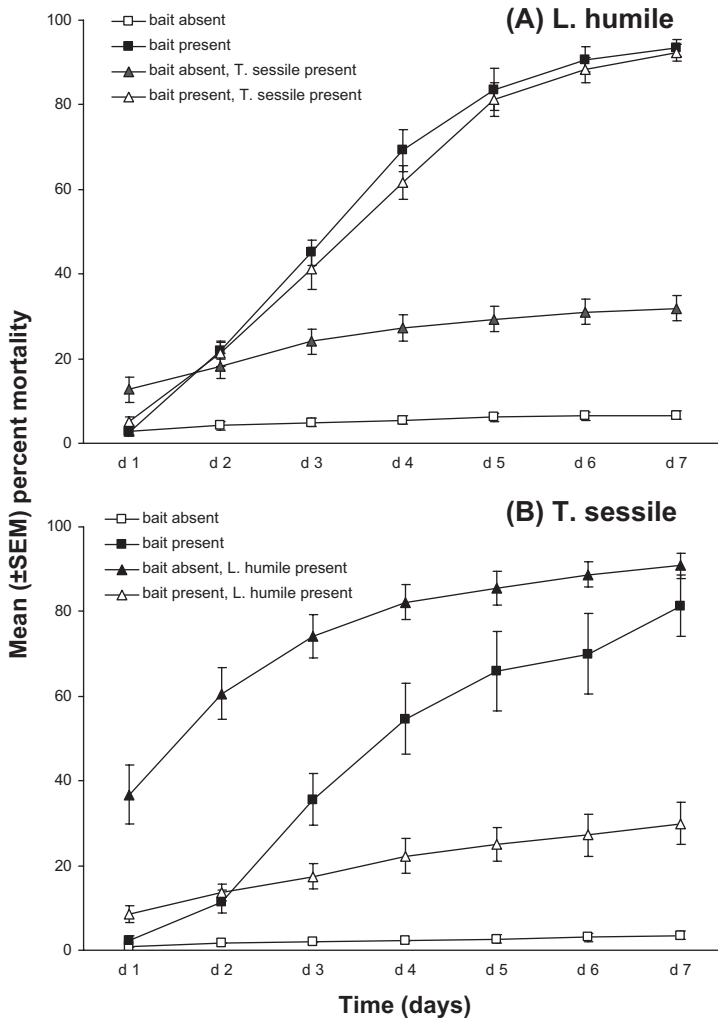 (A) L. humile
bait absent
bait present
bait absent, T. sessile present
bait present, T. sessile present
100
80
60
40
20
0
d 1 d 2 d 3 d 4 d 5 d 6 d 7
Mean (±SEM) percent mortality
(B) T. sessile
bait absent
bait present
bait absent, L. humile present
bait present, L. humile present
100
80
60
40
20
0
d 1 d 2 d 3 d 4 d 5 d 6 d 7
Time (days)